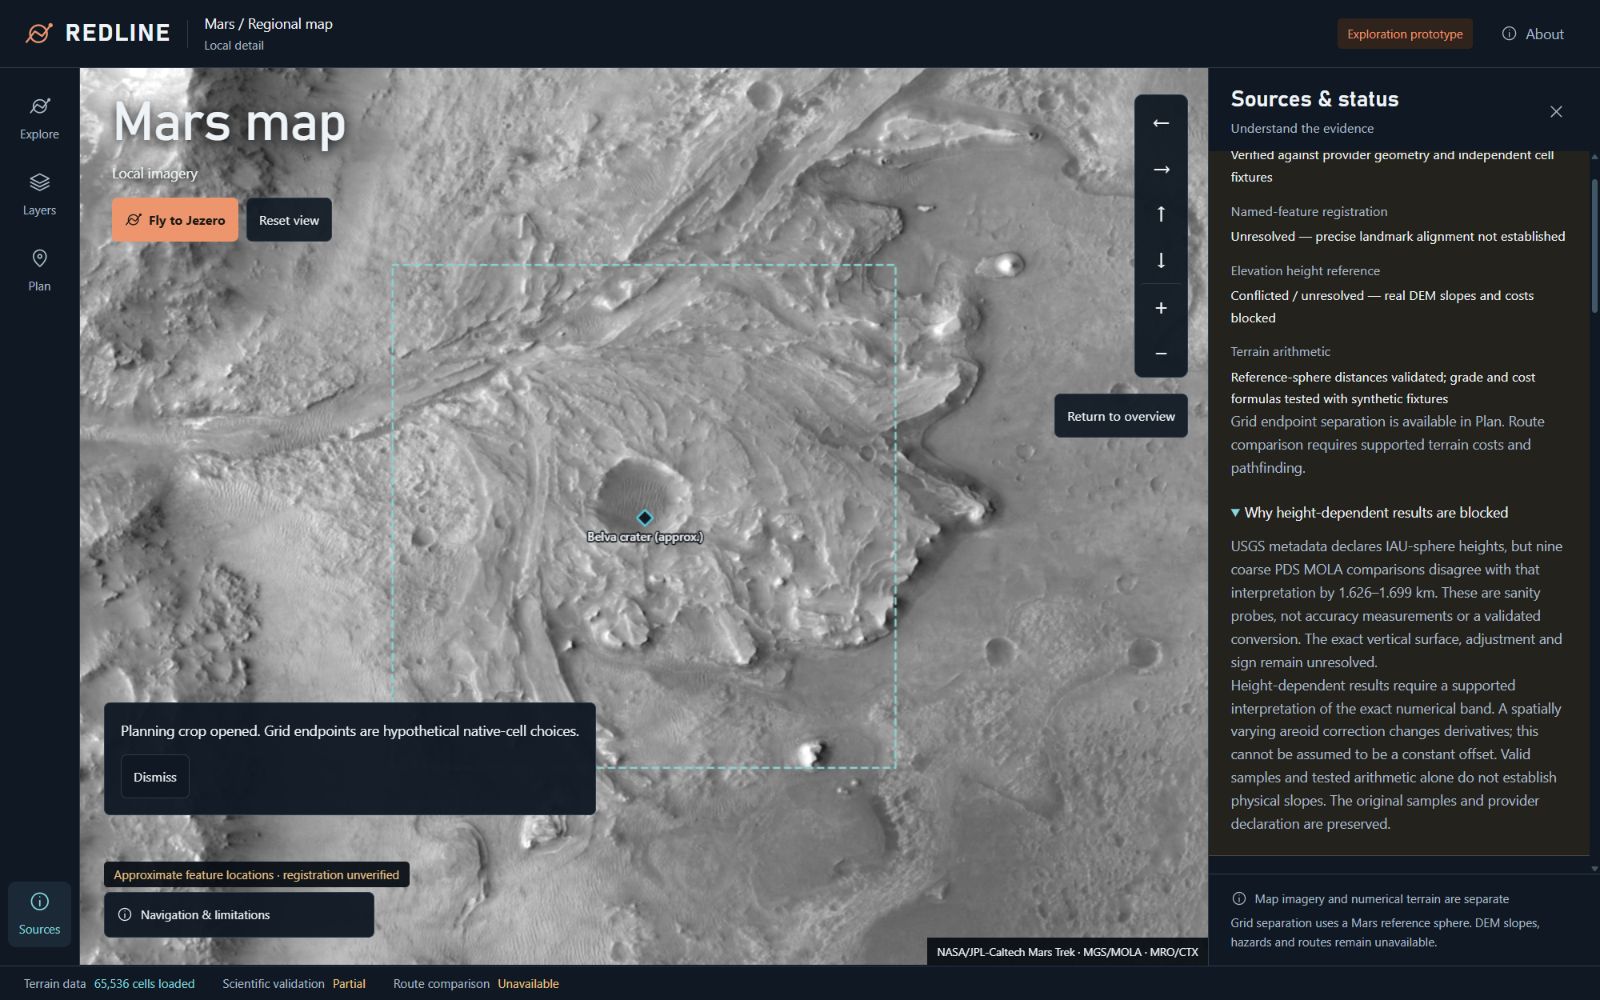 REDLINE
Mars / Regional map
Local detail
Exploration prototype
About
Explore
Layers
Plan
Sources
Mars map
Local imagery
Fly to Jezero
Reset view
←
→
↑
↓
+
−
Return to overview
Belva crater (approx.)
Planning crop opened. Grid endpoints are hypothetical native-cell choices.
Dismiss
Approximate feature locations · registration unverified
Navigation & limitations
NASA/JPL-Caltech Mars Trek · MGS/MOLA · MRO/CTX
Sources & status
Understand the evidence
Verified against provider geometry and independent cell
fixtures
Named-feature registration
Unresolved — precise landmark alignment not established
Elevation height reference
Conflicted / unresolved — real DEM slopes and costs
blocked
Terrain arithmetic
Reference-sphere distances validated; grade and cost
formulas tested with synthetic fixtures
Grid endpoint separation is available in Plan. Route
comparison requires supported terrain costs and
pathfinding.
Why height-dependent results are blocked
USGS metadata declares IAU-sphere heights, but nine
coarse PDS MOLA comparisons disagree with that
interpretation by 1.626–1.699 km. These are sanity
probes, not accuracy measurements or a validated
conversion. The exact vertical surface, adjustment and
sign remain unresolved.
Height-dependent results require a supported
interpretation of the exact numerical band. A spatially
varying areoid correction changes derivatives; this
cannot be assumed to be a constant offset. Valid
samples and tested arithmetic alone do not establish
physical slopes. The original samples and provider
declaration are preserved.
Map imagery and numerical terrain are separate
Grid separation uses a Mars reference sphere. DEM slopes,
hazards and routes remain unavailable.
Terrain data 65,536 cells loaded
Scientific validation Partial
Route comparison Unavailable